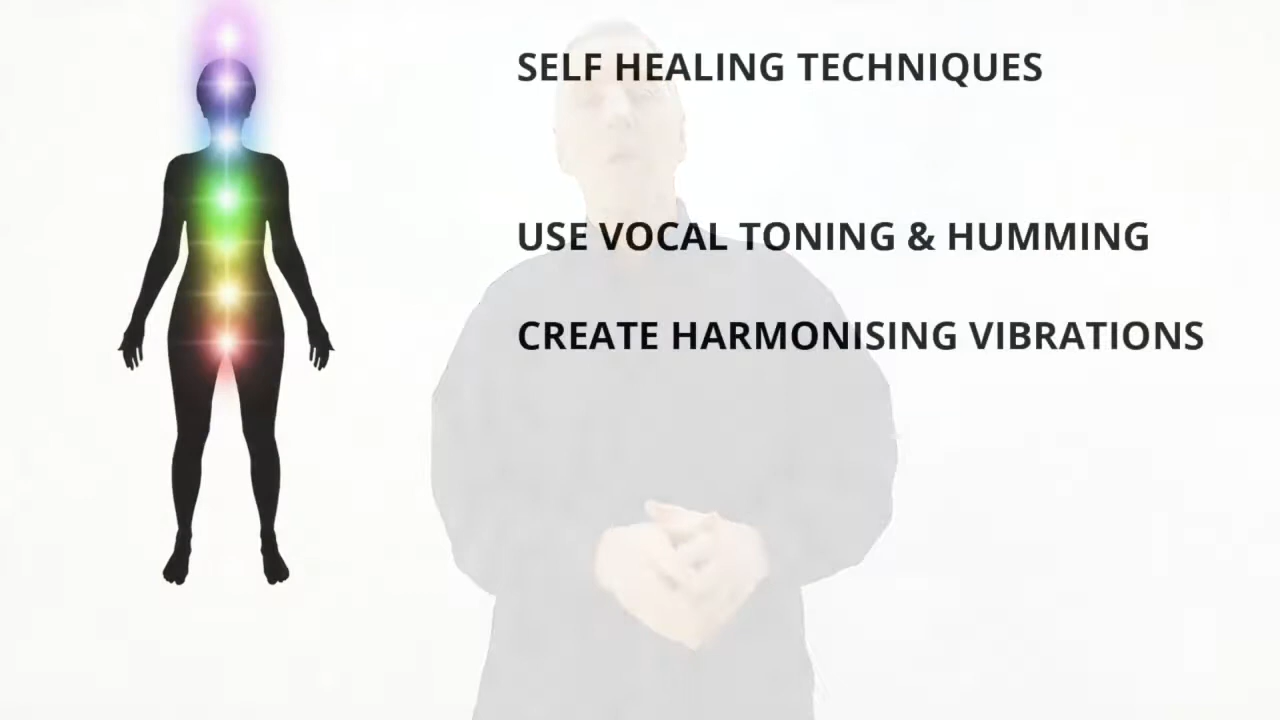 SELF HEALING TECHNIQUES
USE VOCAL TONING & HUMMING
CREATE HARMONISING VIBRATIONS